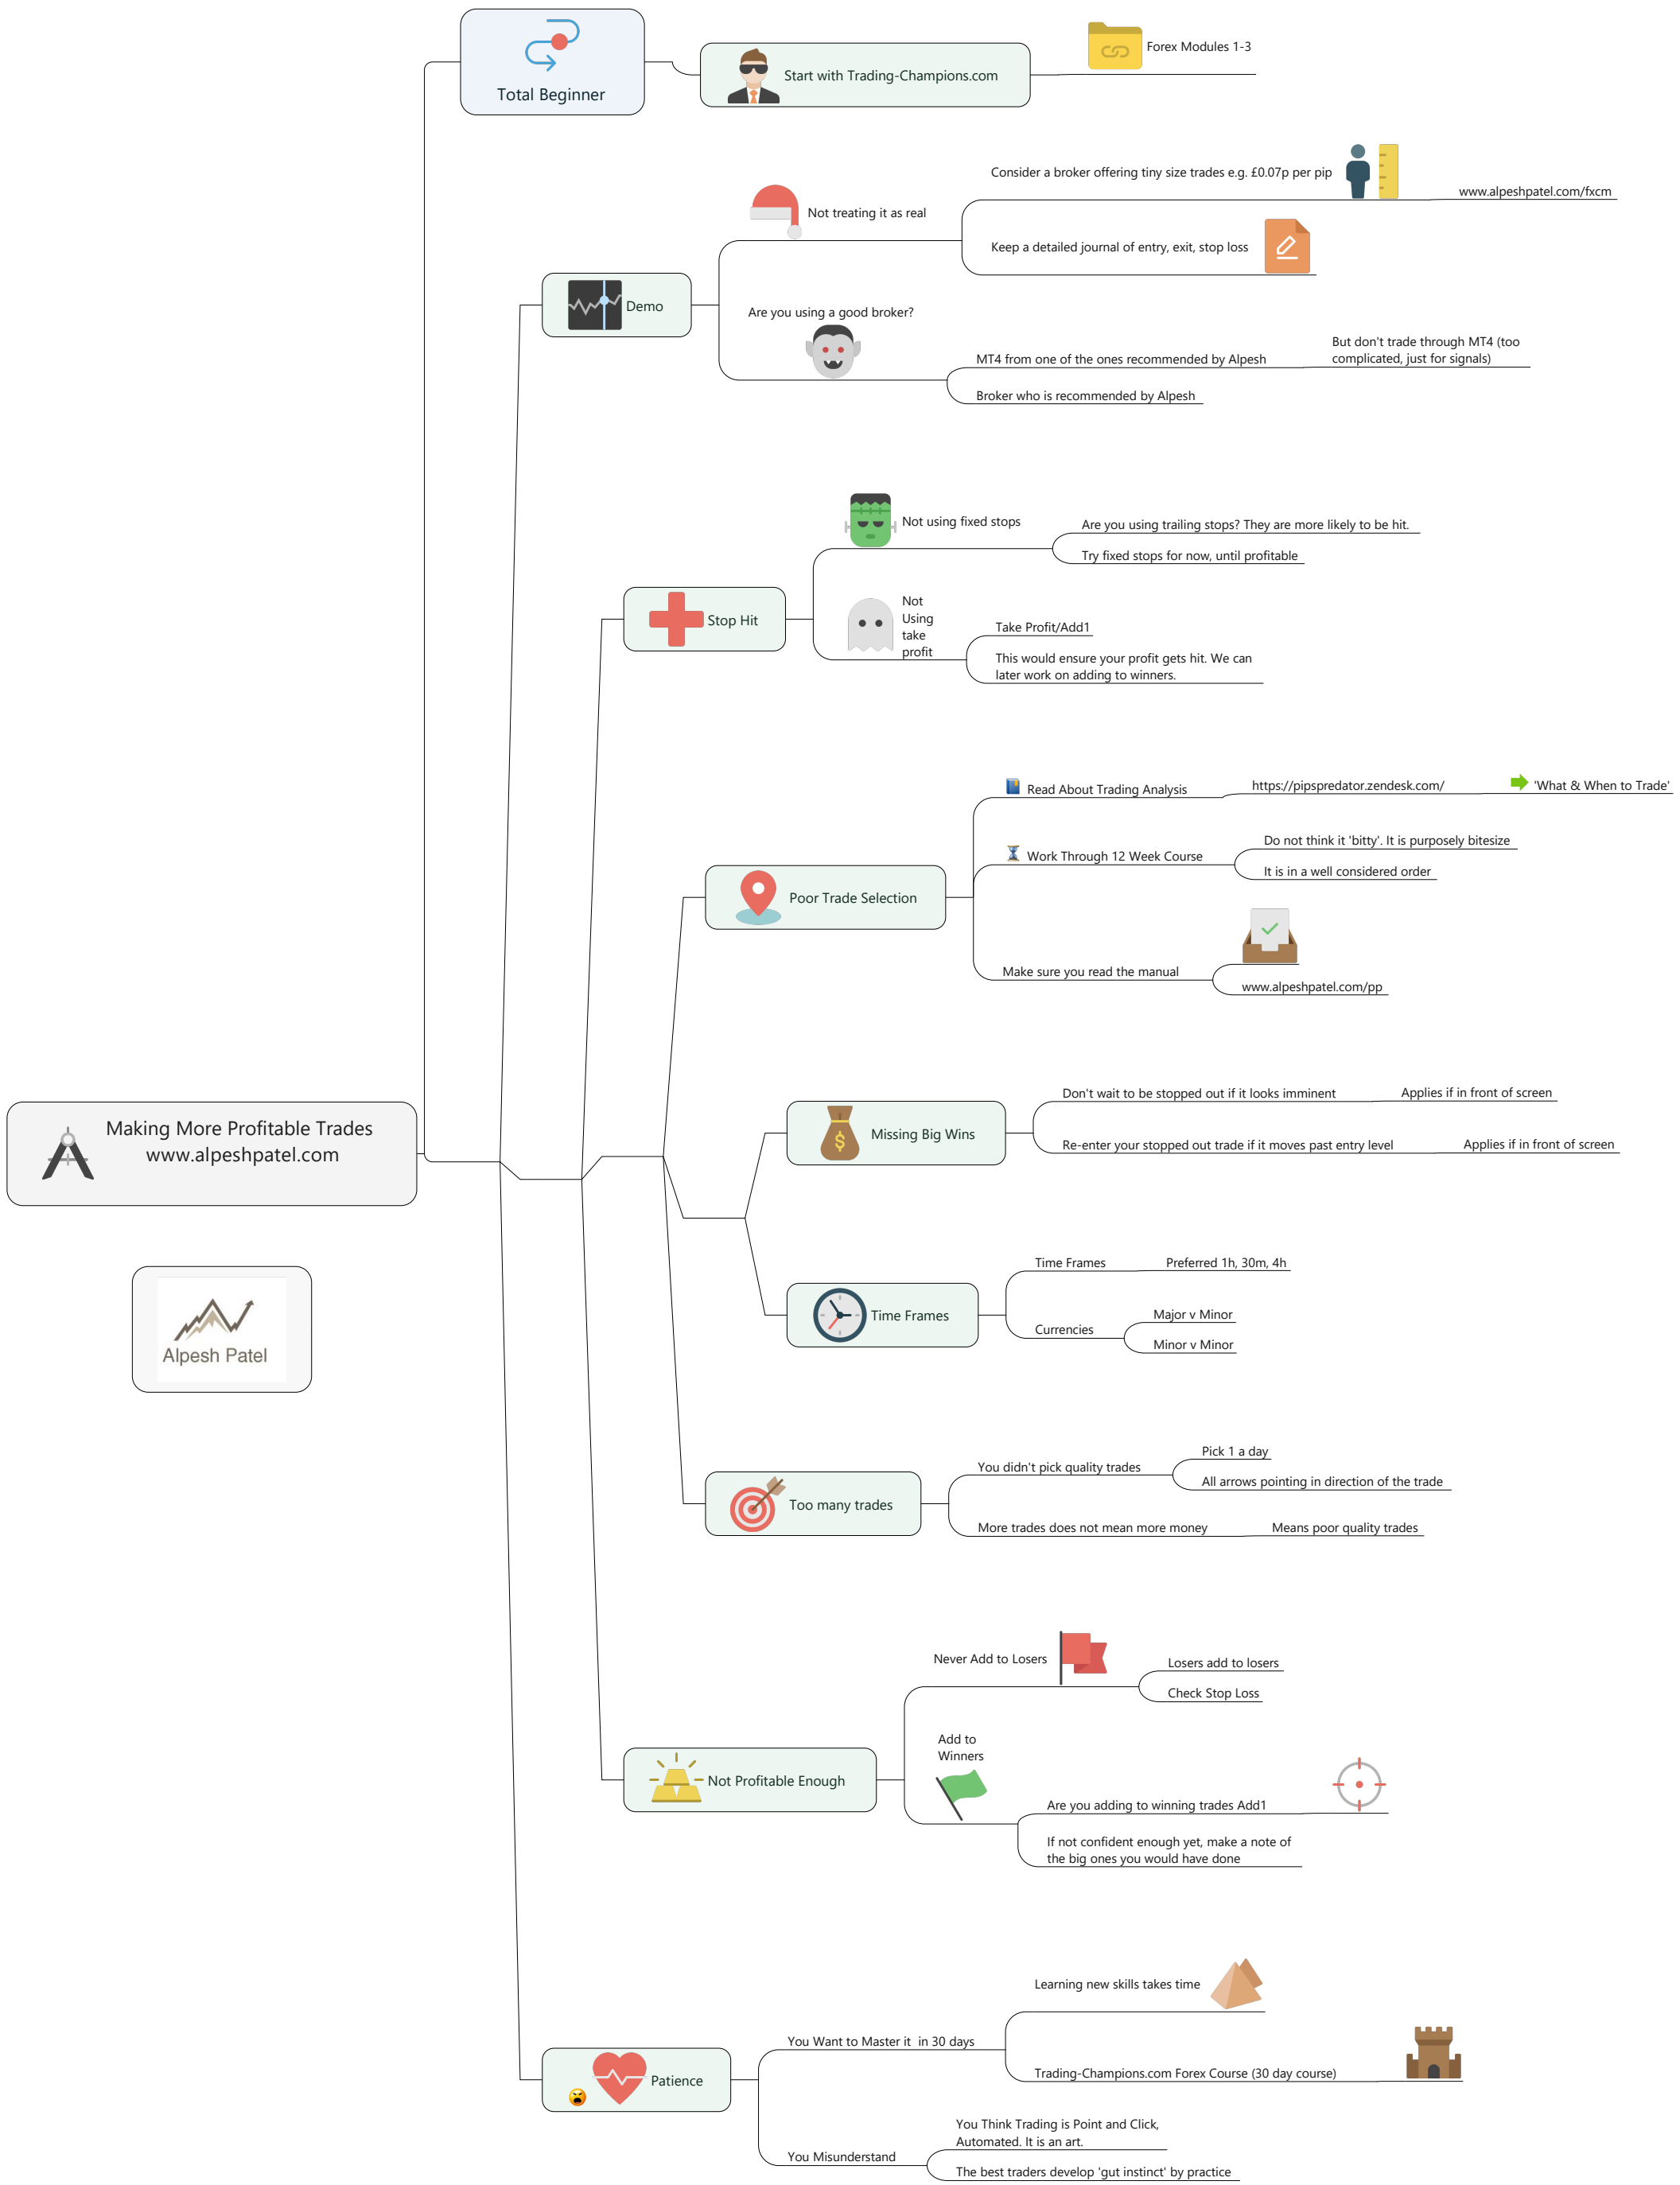 Total Beginner
Start with Trading-Champions.com
Forex Modules 1-3
Demo
Not treating it as real
Consider a broker offering tiny size trades e.g. £0.07p per pip
www.alpeshpatel.com/fxcm
Keep a detailed journal of entry, exit, stop loss
Are you using a good broker?
MT4 from one of the ones recommended by Alpesh
But don't trade through MT4 (too
complicated, just for signals)
Broker who is recommended by Alpesh
Stop Hit
Not using fixed stops
Are you using trailing stops? They are more likely to be hit.
Try fixed stops for now, until profitable
Not
Using
take
profit
Take Profit/Add1
This would ensure your profit gets hit. We can
later work on adding to winners.
Poor Trade Selection
Read About Trading Analysis
https://pipspredator.zendesk.com/
'What & When to Trade'
Work Through 12 Week Course
Do not think it 'bitty'. It is purposely bitesize
It is in a well considered order
Make sure you read the manual
www.alpeshpatel.com/pp
Making More Profitable Trades
www.alpeshpatel.com
Alpesh Patel
Missing Big Wins
Don't wait to be stopped out if it looks imminent
Applies if in front of screen
Re-enter your stopped out trade if it moves past entry level
Applies if in front of screen
Time Frames
Time Frames
Preferred 1h, 30m, 4h
Currencies
Major v Minor
Minor v Minor
Too many trades
You didn't pick quality trades
Pick 1 a day
All arrows pointing in direction of the trade
More trades does not mean more money
Means poor quality trades
Not Profitable Enough
Never Add to Losers
Losers add to losers
Check Stop Loss
Add to
Winners
Are you adding to winning trades Add1
If not confident enough yet, make a note of
the big ones you would have done
Patience
You Want to Master it  in 30 days
Learning new skills takes time
Trading-Champions.com Forex Course (30 day course)
You Misunderstand
You Think Trading is Point and Click,
Automated. It is an art.
The best traders develop 'gut instinct' by practice